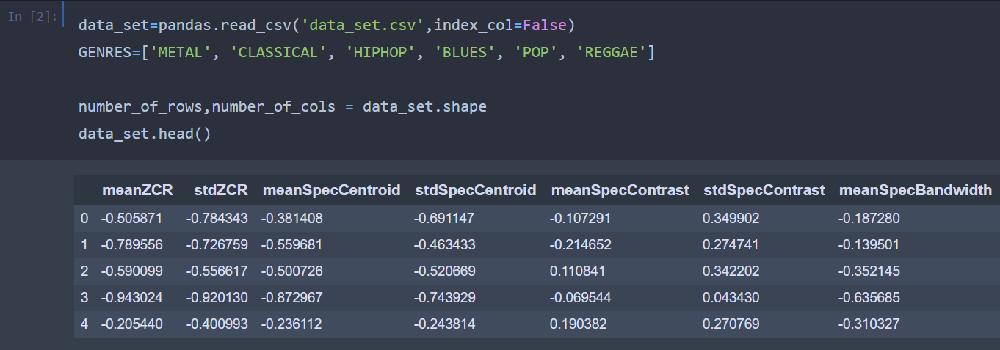 In [2]:
data_set=pandas.read_csv('data_set.csv',index_col=False)
GENRES=['METAL', 'CLASSICAL', 'HIPHOP', 'BLUES', 'POP', 'REGGAE']
number_of_rows,number_of_cols = data_set.shape
data_set.head()
meanZCR stdZCR meanSpecCentroid stdSpecCentroid meanSpecContrast stdSpecContrast meanSpecBandwidth
0 -0.505871 -0.784343 -0.381408 -0.691147 -0.107291 0.349902 -0.187280
1 -0.789556 -0.726759 -0.559681 -0.463433 -0.214652 0.274741 -0.139501
2 -0.590099 -0.556617 -0.500726 -0.520669 0.110841 0.342202 -0.352145
3 -0.943024 -0.920130 -0.872967 -0.743929 -0.069544 0.043430 -0.635685
4 -0.205440 -0.400993 -0.236112 -0.243814 0.190382 0.270769 -0.310327